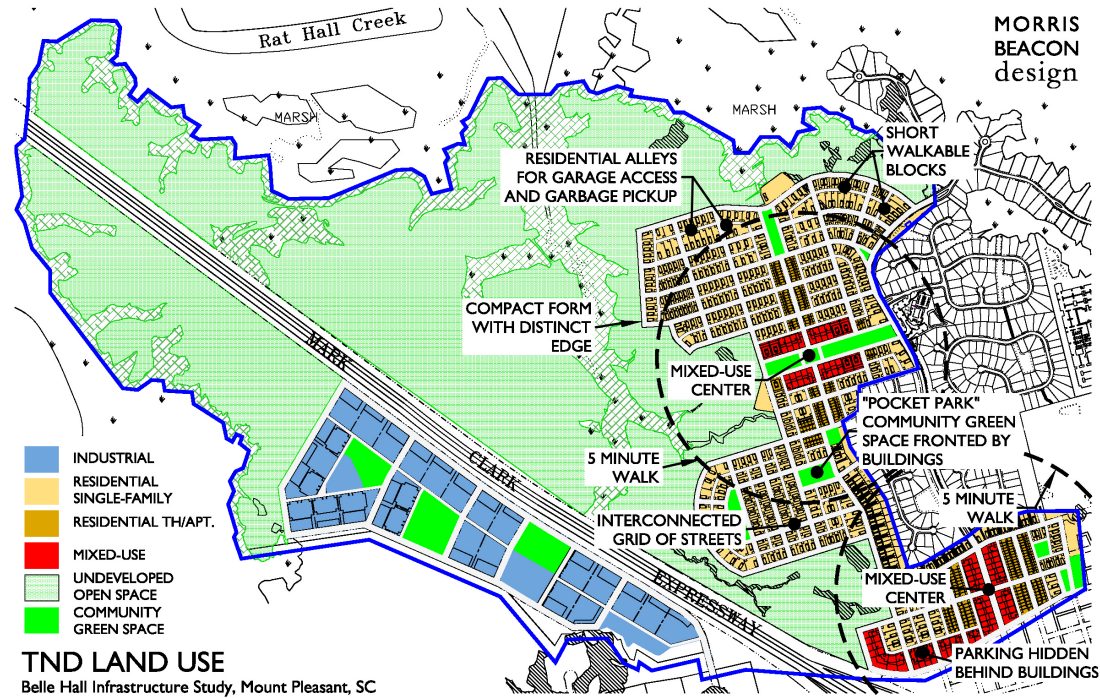 Rat Hall Creek
MORRIS
BEACON
design
MARSH
MARSH
SHORT
WALKABLE
BLOCKS
RESIDENTIAL ALLEYS
FOR GARAGE ACCESS
AND GARBAGE PICKUP
COMPACT FORM
WITH DISTINCT
EDGE
MARK
CLARK
EXPRESSWAY
MIXED-USE
CENTER
"POCKET PARK"
COMMUNITY GREEN
SPACE FRONTED BY
BUILDINGS
5 MINUTE
WALK
5 MINUTE
WALK
INTERCONNECTED
GRID OF STREETS
MIXED-USE
CENTER
PARKING HIDDEN
BEHIND BUILDINGS
INDUSTRIAL
RESIDENTIAL
SINGLE-FAMILY
RESIDENTIAL TH/APT.
MIXED-USE
UNDEVELOPED
OPEN SPACE
COMMUNITY
GREEN SPACE
TND LAND USE
Belle Hall Infrastructure Study, Mount Pleasant, SC